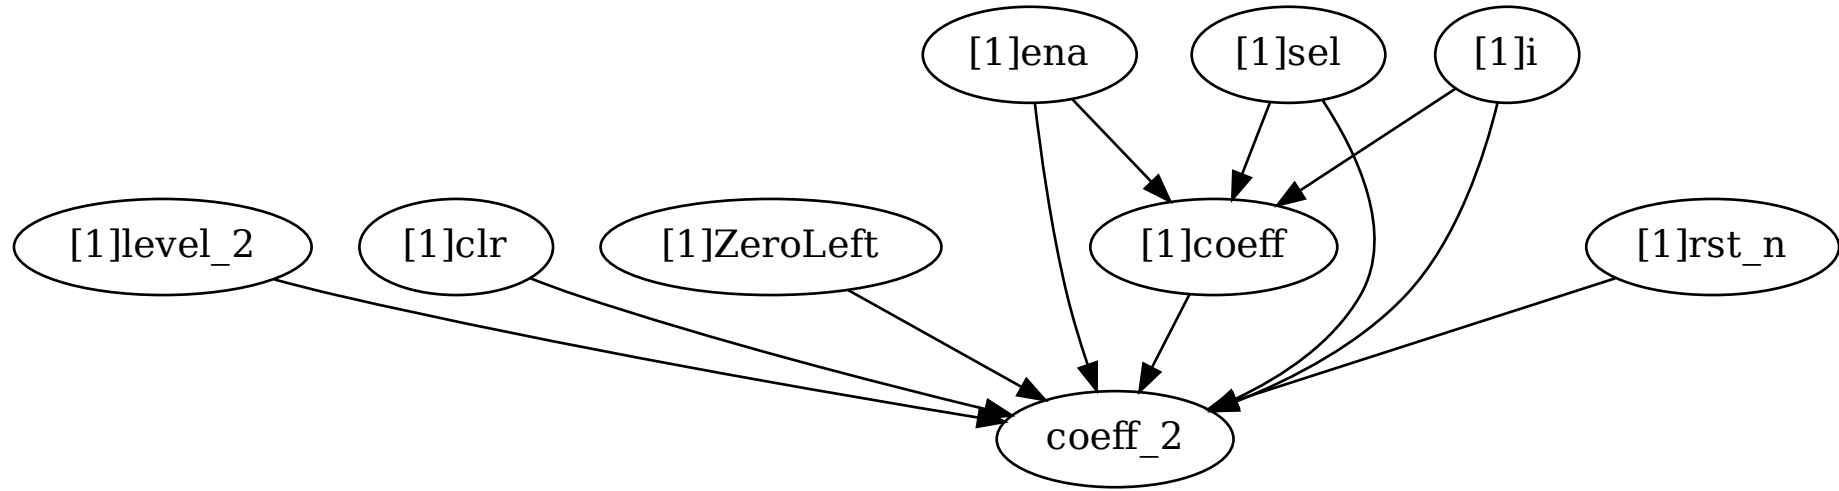 [1]ena
[1]sel
[1]i
[1]level_2
[1]clr
[1]ZeroLeft
[1]coeff
[1]rst_n
coeff_2